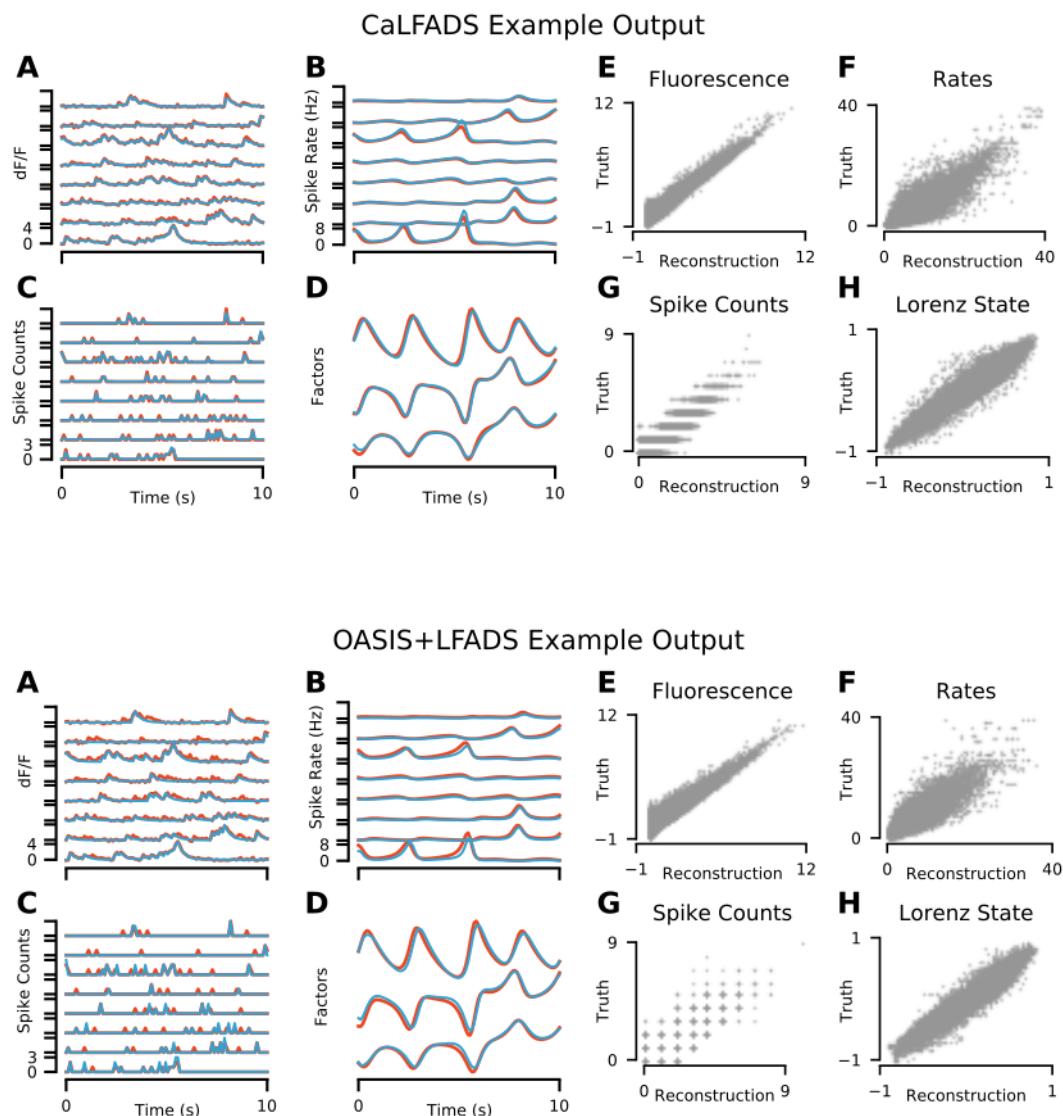 CaLFADS Example Output
A
dF/F
4
0
B
Spike Rate (Hz)
8
0
E
Fluorescence
12
Truth
−1
−1
Reconstruction
12
F
Rates
40
Truth
0
0
Reconstruction
40
C
Spike Counts
3
0
0
Time (s)
10
D
Factors
0
Time (s)
10
G
Spike Counts
9
Truth
0
0
Reconstruction
9
H
Lorenz State
1
Truth
−1
−1
Reconstruction
1
OASIS+LFADS Example Output
A
dF/F
4
0
B
Spike Rate (Hz)
8
0
E
Fluorescence
12
Truth
−1
−1
Reconstruction
12
F
Rates
40
Truth
0
0
Reconstruction
40
C
Spike Counts
3
0
0
Time (s)
10
D
Factors
0
Time (s)
10
G
Spike Counts
9
Truth
0
0
Reconstruction
9
H
Lorenz State
1
Truth
−1
−1
Reconstruction
1